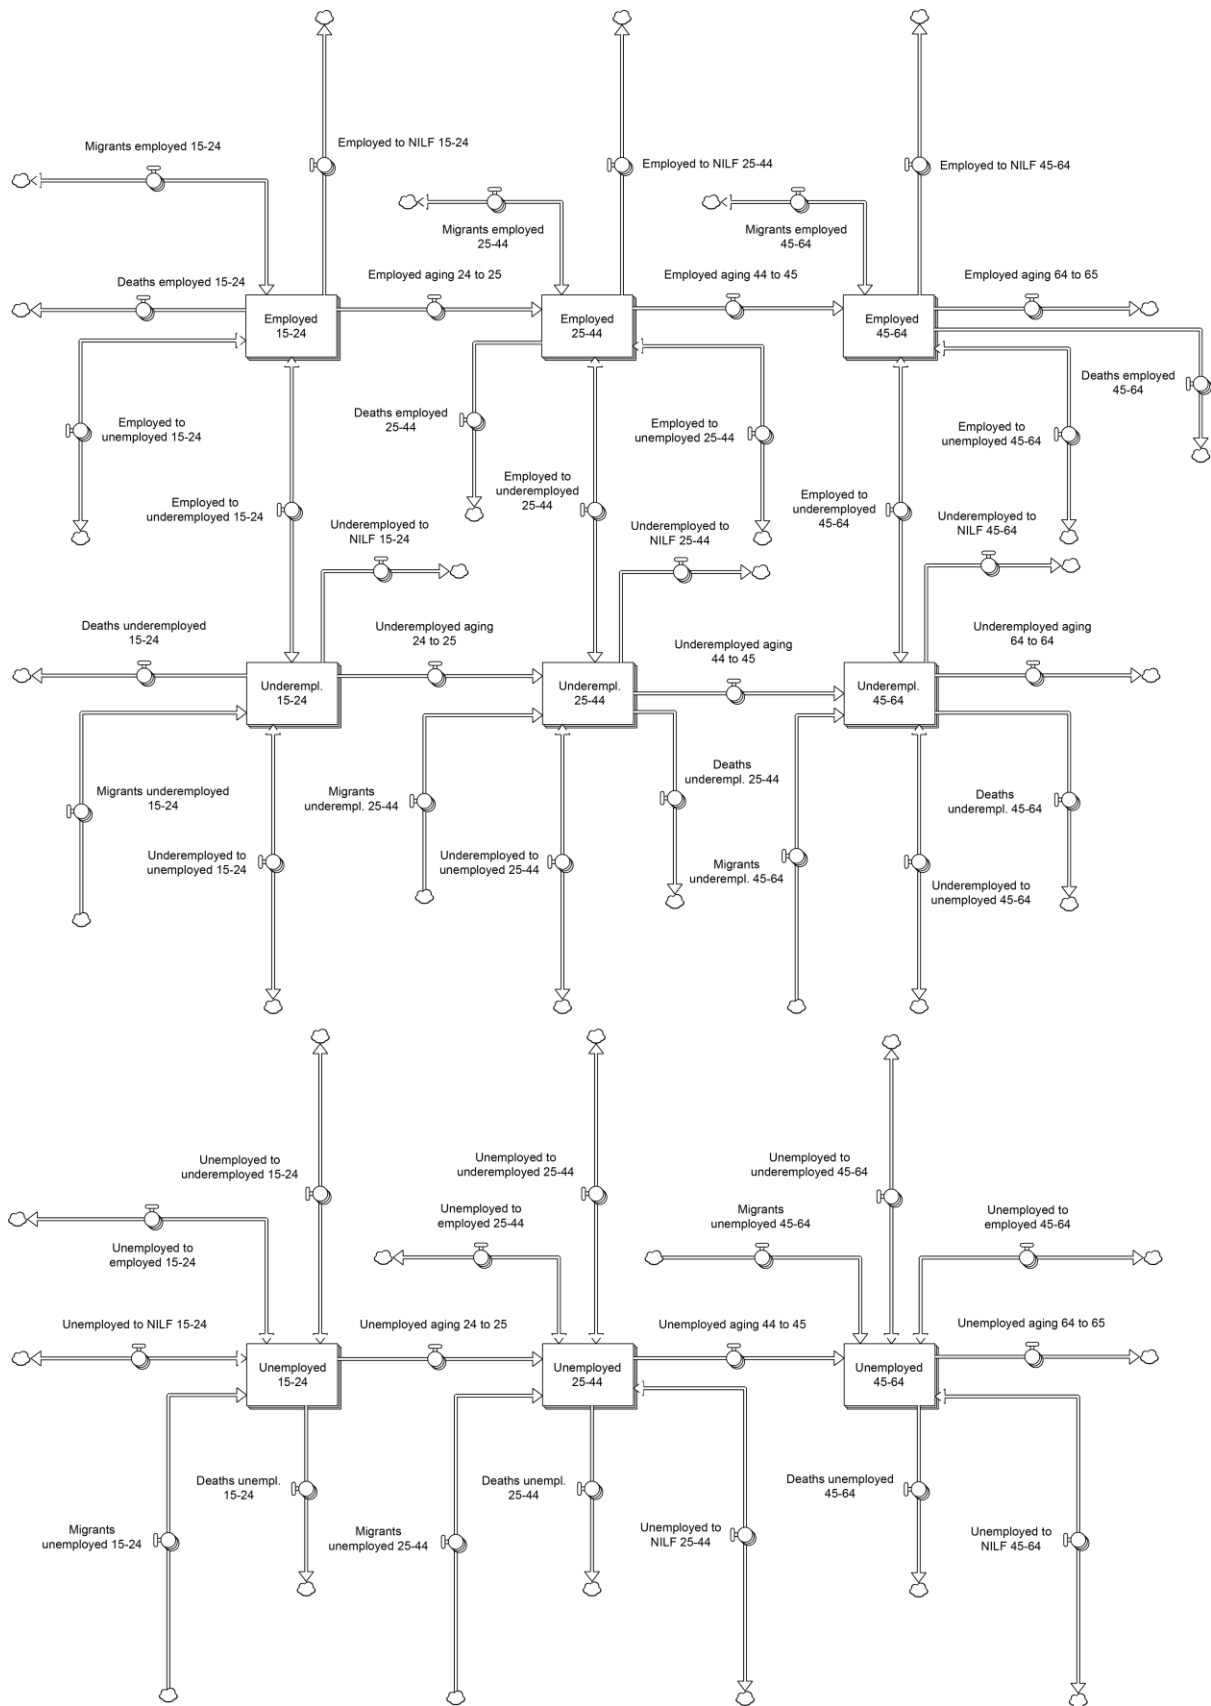 Employed to NILF 15-24
Employed to NILF 25-44
Employed to NILF 45-64
Migrants employed 15-24
Migrants employed
25-44
Migrants employed
45-64
Deaths employed 15-24
Employed aging 24 to 25
Employed aging 44 to 45
Employed aging 64 to 65
Employed
15-24
Employed
25-44
Employed
45-64
Deaths employed
45-64
Employed to
unemployed 15-24
Deaths employed
25-44
Employed to
unemployed 25-44
Employed to
unemployed 45-64
Employed to
underemployed 15-24
Employed to
underemployed
25-44
Employed to
underemployed
45-64
Underemployed to
NILF 15-24
Underemployed to
NILF 25-44
Underemployed to
NILF 45-64
Deaths underemployed
15-24
Underemployed aging
24 to 25
Underemployed aging
44 to 45
Underemployed aging
64 to 64
Underempl.
15-24
Underempl.
25-44
Underempl.
45-64
Migrants underemployed
15-24
Migrants
underempl. 25-44
Deaths
underempl. 25-44
Deaths
underempl. 45-64
Underemployed to
unemployed 15-24
Underemployed to
unemployed 25-44
Migrants
underempl. 45-64
Underemployed to
unemployed 45-64
Unemployed to
underemployed 15-24
Unemployed to
underemployed 25-44
Unemployed to
underemployed 45-64
Unemployed to
employed 15-24
Unemployed to
employed 25-44
Migrants
unemployed 45-64
Unemployed to
employed 45-64
Unemployed to NILF 15-24
Unemployed aging 24 to 25
Unemployed aging 44 to 45
Unemployed aging 64 to 65
Unemployed
15-24
Unemployed
25-44
Unemployed
45-64
Deaths unempl.
15-24
Deaths unempl.
25-44
Deaths unemployed
45-64
Migrants
unemployed 15-24
Migrants
unemployed 25-44
Unemployed to
NILF 25-44
Unemployed to
NILF 45-64